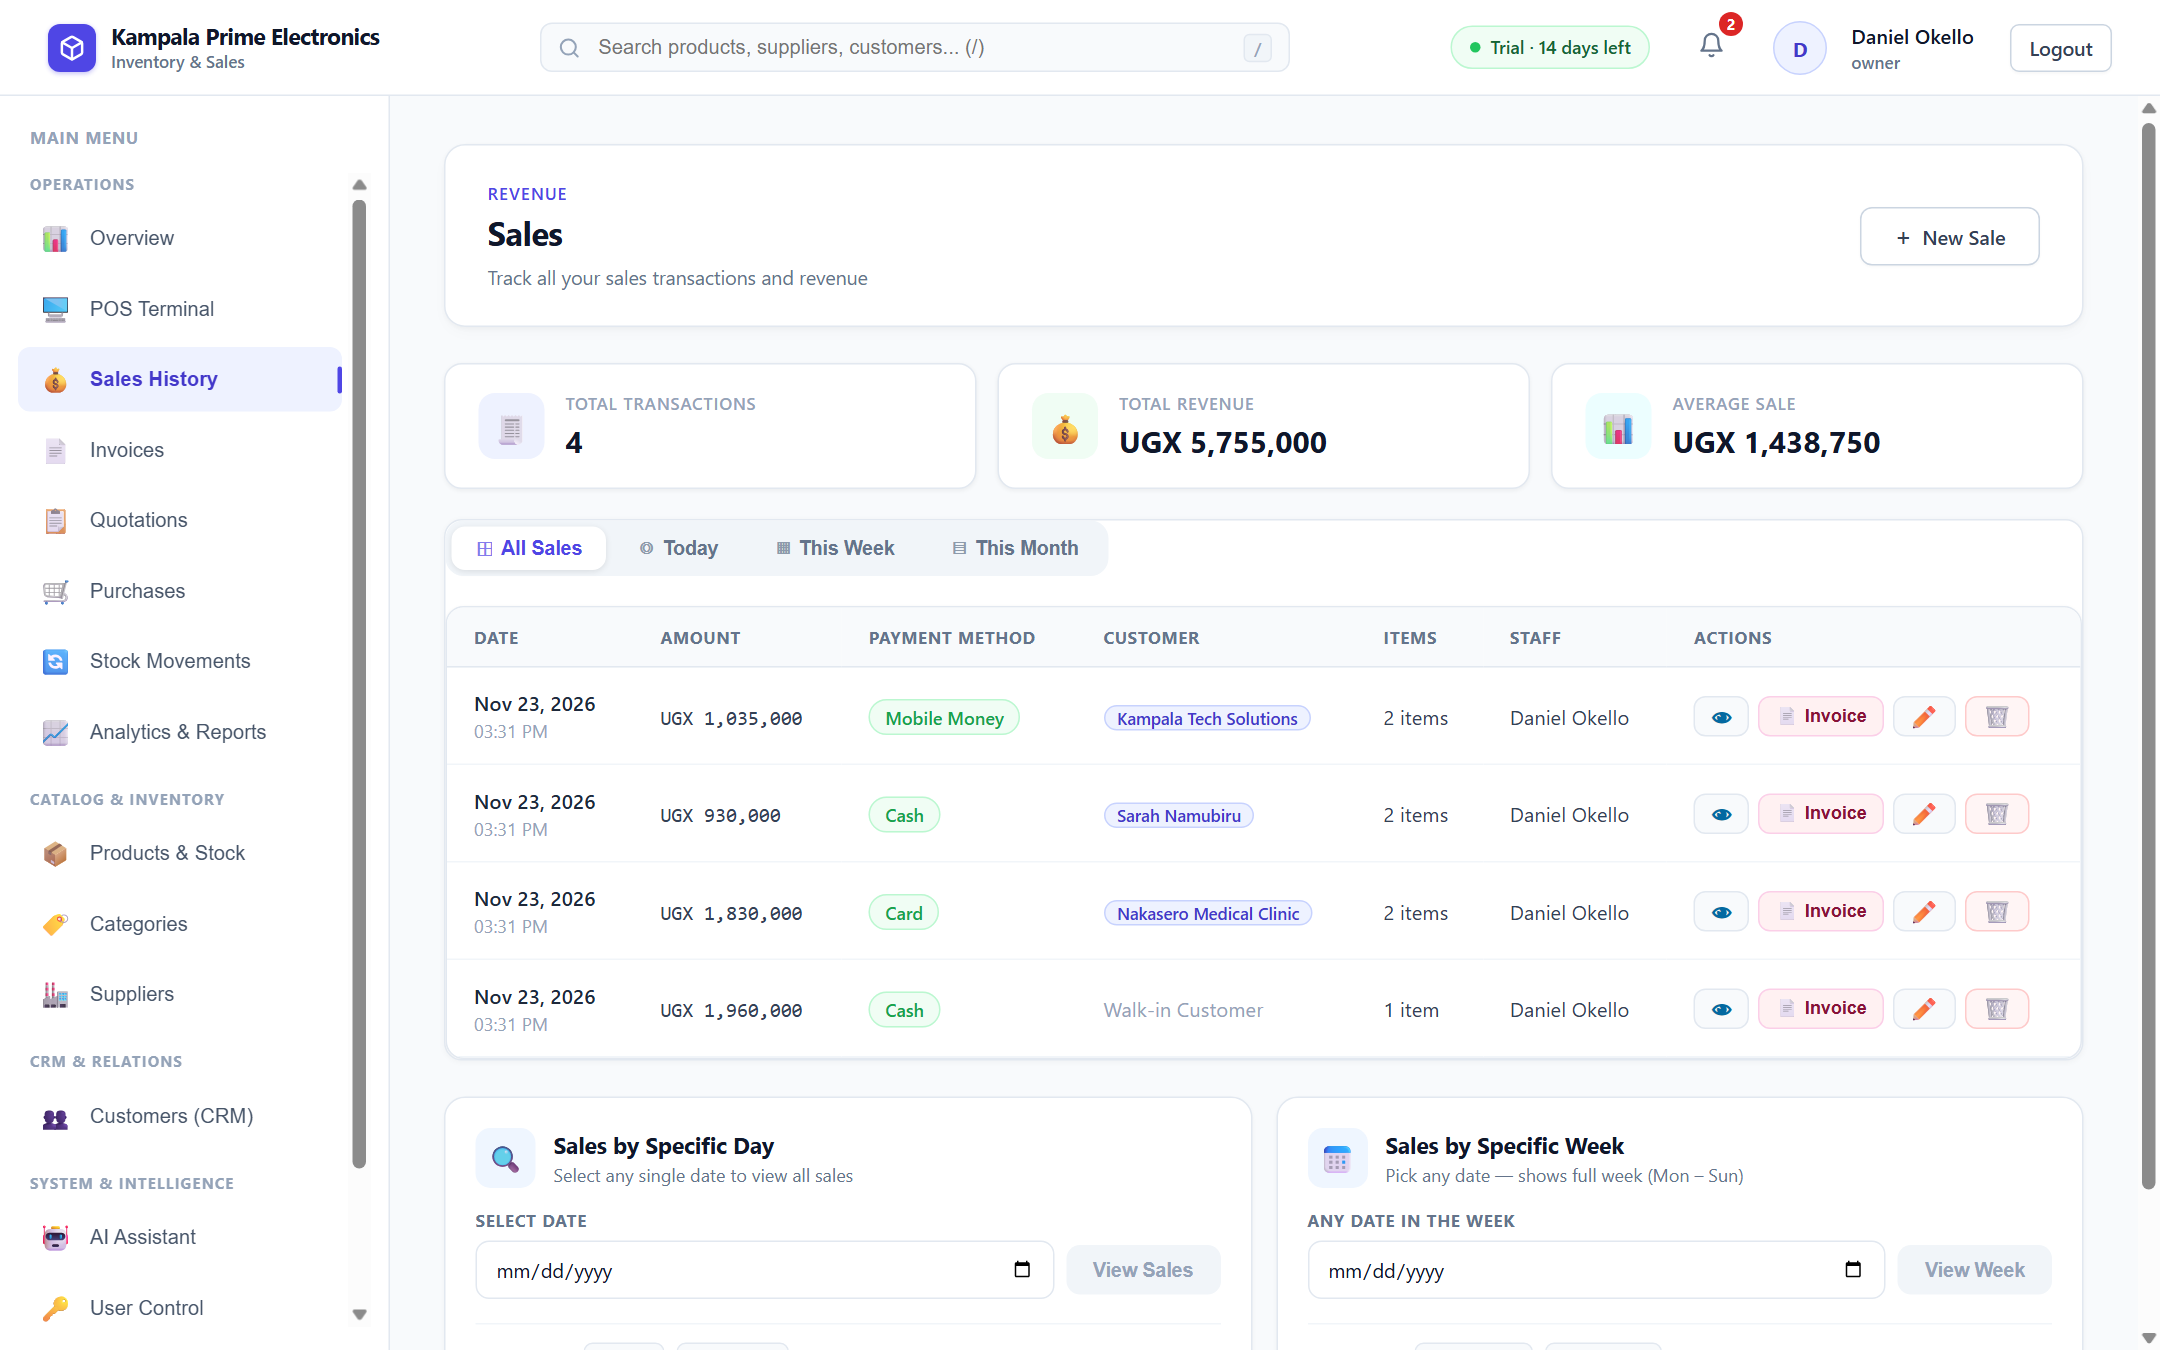 Kampala Prime Electronics
Inventory & Sales
Search products, suppliers, customers... (/)
/
Trial · 14 days left
2
D
Daniel Okello
owner
Logout
MAIN MENU
OPERATIONS
Overview
POS Terminal
Sales History
Invoices
Quotations
Purchases
Stock Movements
Analytics & Reports
CATALOG & INVENTORY
Products & Stock
Categories
Suppliers
CRM & RELATIONS
Customers (CRM)
SYSTEM & INTELLIGENCE
AI Assistant
User Control
REVENUE
Sales
Track all your sales transactions and revenue
+ New Sale
TOTAL TRANSACTIONS
4
TOTAL REVENUE
UGX 5,755,000
AVERAGE SALE
UGX 1,438,750
All Sales Today This Week This Month
DATE AMOUNT PAYMENT METHOD CUSTOMER ITEMS STAFF ACTIONS
Nov 23, 2026
03:31 PM
UGX 1,035,000 Mobile Money Kampala Tech Solutions 2 items Daniel Okello Invoice
Nov 23, 2026
03:31 PM
UGX 930,000 Cash Sarah Namubiru 2 items Daniel Okello Invoice
Nov 23, 2026
03:31 PM
UGX 1,830,000 Card Nakasero Medical Clinic 2 items Daniel Okello Invoice
Nov 23, 2026
03:31 PM
UGX 1,960,000 Cash Walk-in Customer 1 item Daniel Okello Invoice
Sales by Specific Day
Select any single date to view all sales
SELECT DATE
mm/dd/yyyy
View Sales
Sales by Specific Week
Pick any date — shows full week (Mon – Sun)
ANY DATE IN THE WEEK
mm/dd/yyyy
View Week